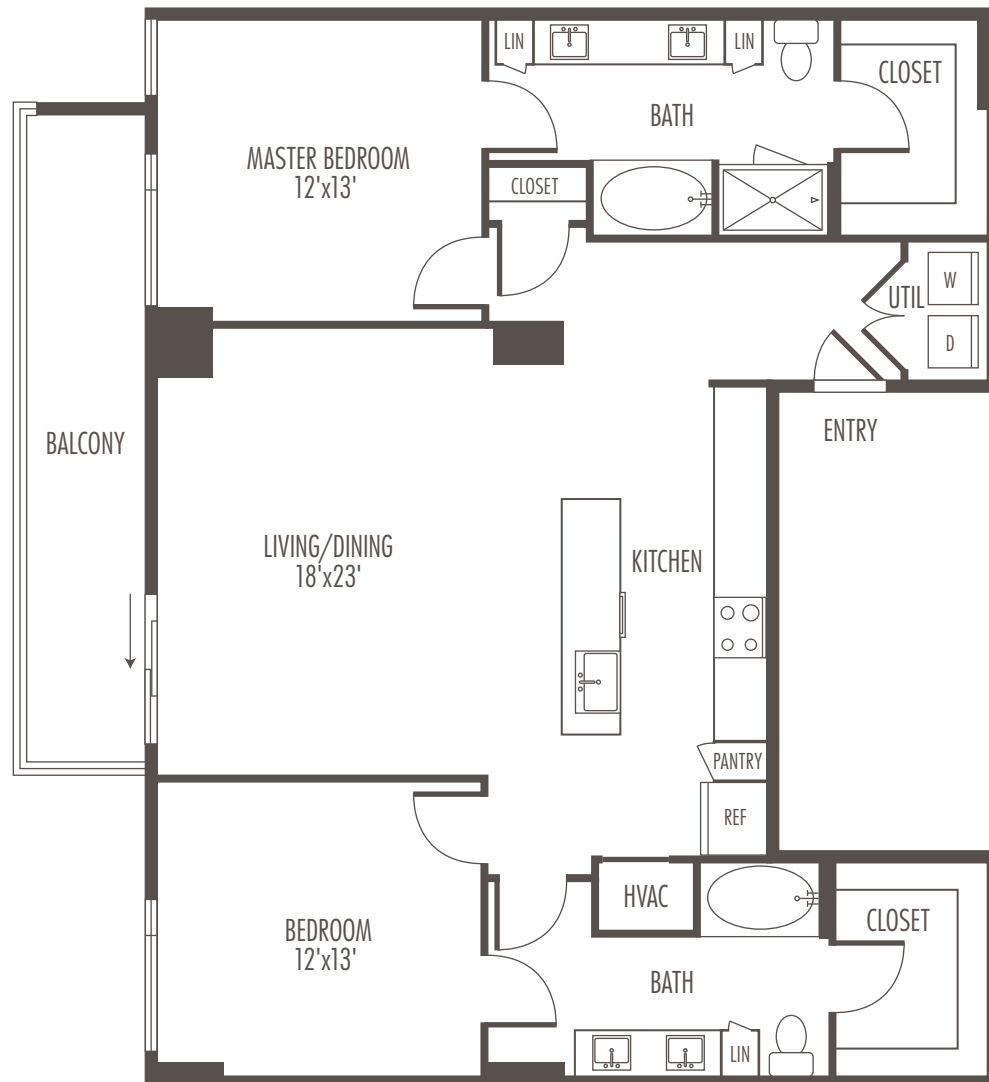 LIN
LIN
CLOSET
BATH
MASTER BEDROOM
12'x13'
CLOSET
W
UTIL
D
ENTRY
BALCONY
LIVING/DINING
18'x23'
KITCHEN
PANTRY
REF
HVAC
CLOSET
BEDROOM
12'x13'
BATH
LIN